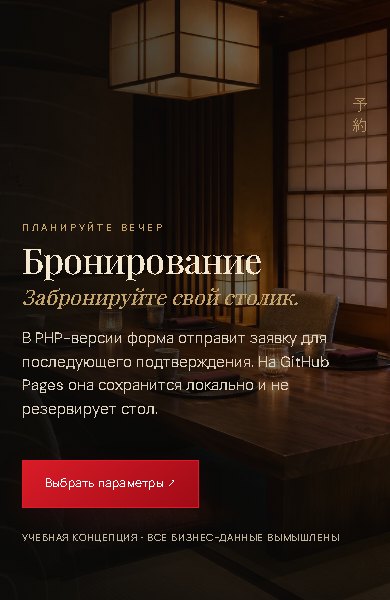 予
約
ПЛАНИРУЙТЕ ВЕЧЕР
Бронирование
Забронируйте свой столик.
В PHP-версии форма отправит заявку для
последующего подтверждения. На GitHub
Pages она сохранится локально и не
резервирует стол.
Выбрать параметры ↗
УЧЕБНАЯ КОНЦЕПЦИЯ · ВСЕ БИЗНЕС-ДАННЫЕ ВЫМЫШЛЕНЫ